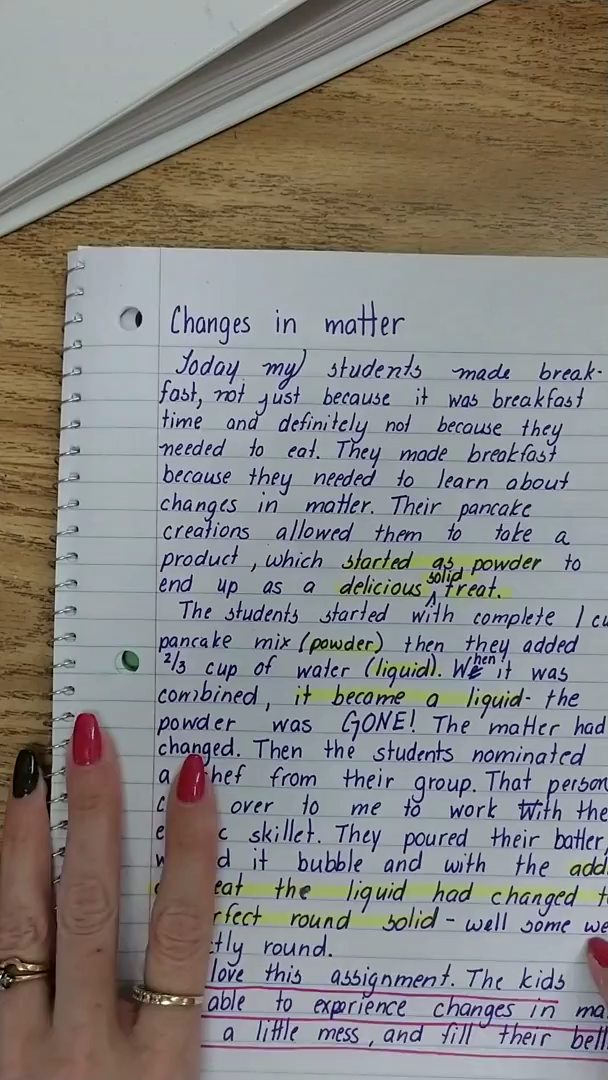 Changes in matter
Today my students made break-
fast, not just because it was breakfast
time and definitely not because they
needed to eat. They made breakfast
because they needed to learn about
changes in matter. Their pancake
creations allowed them to take a
product, which started as powder to
end up as a delicious solid treat.
The students started with complete 1 cu
pancake mix (powder) then they added
2/3 cup of water (liquid). When it was
combined, it became a liquid- the
powder was GONE! The matter had
changed. Then the students nominated
a chef from their group. That person
over to me to work with the
skillet. They poured their batter,
it bubble and with the add
eat the liquid had changed t
rfect round solid - well some we
tly round.
love this assignment. The kids
able to experience changes in ma
a little mess, and fill their bell